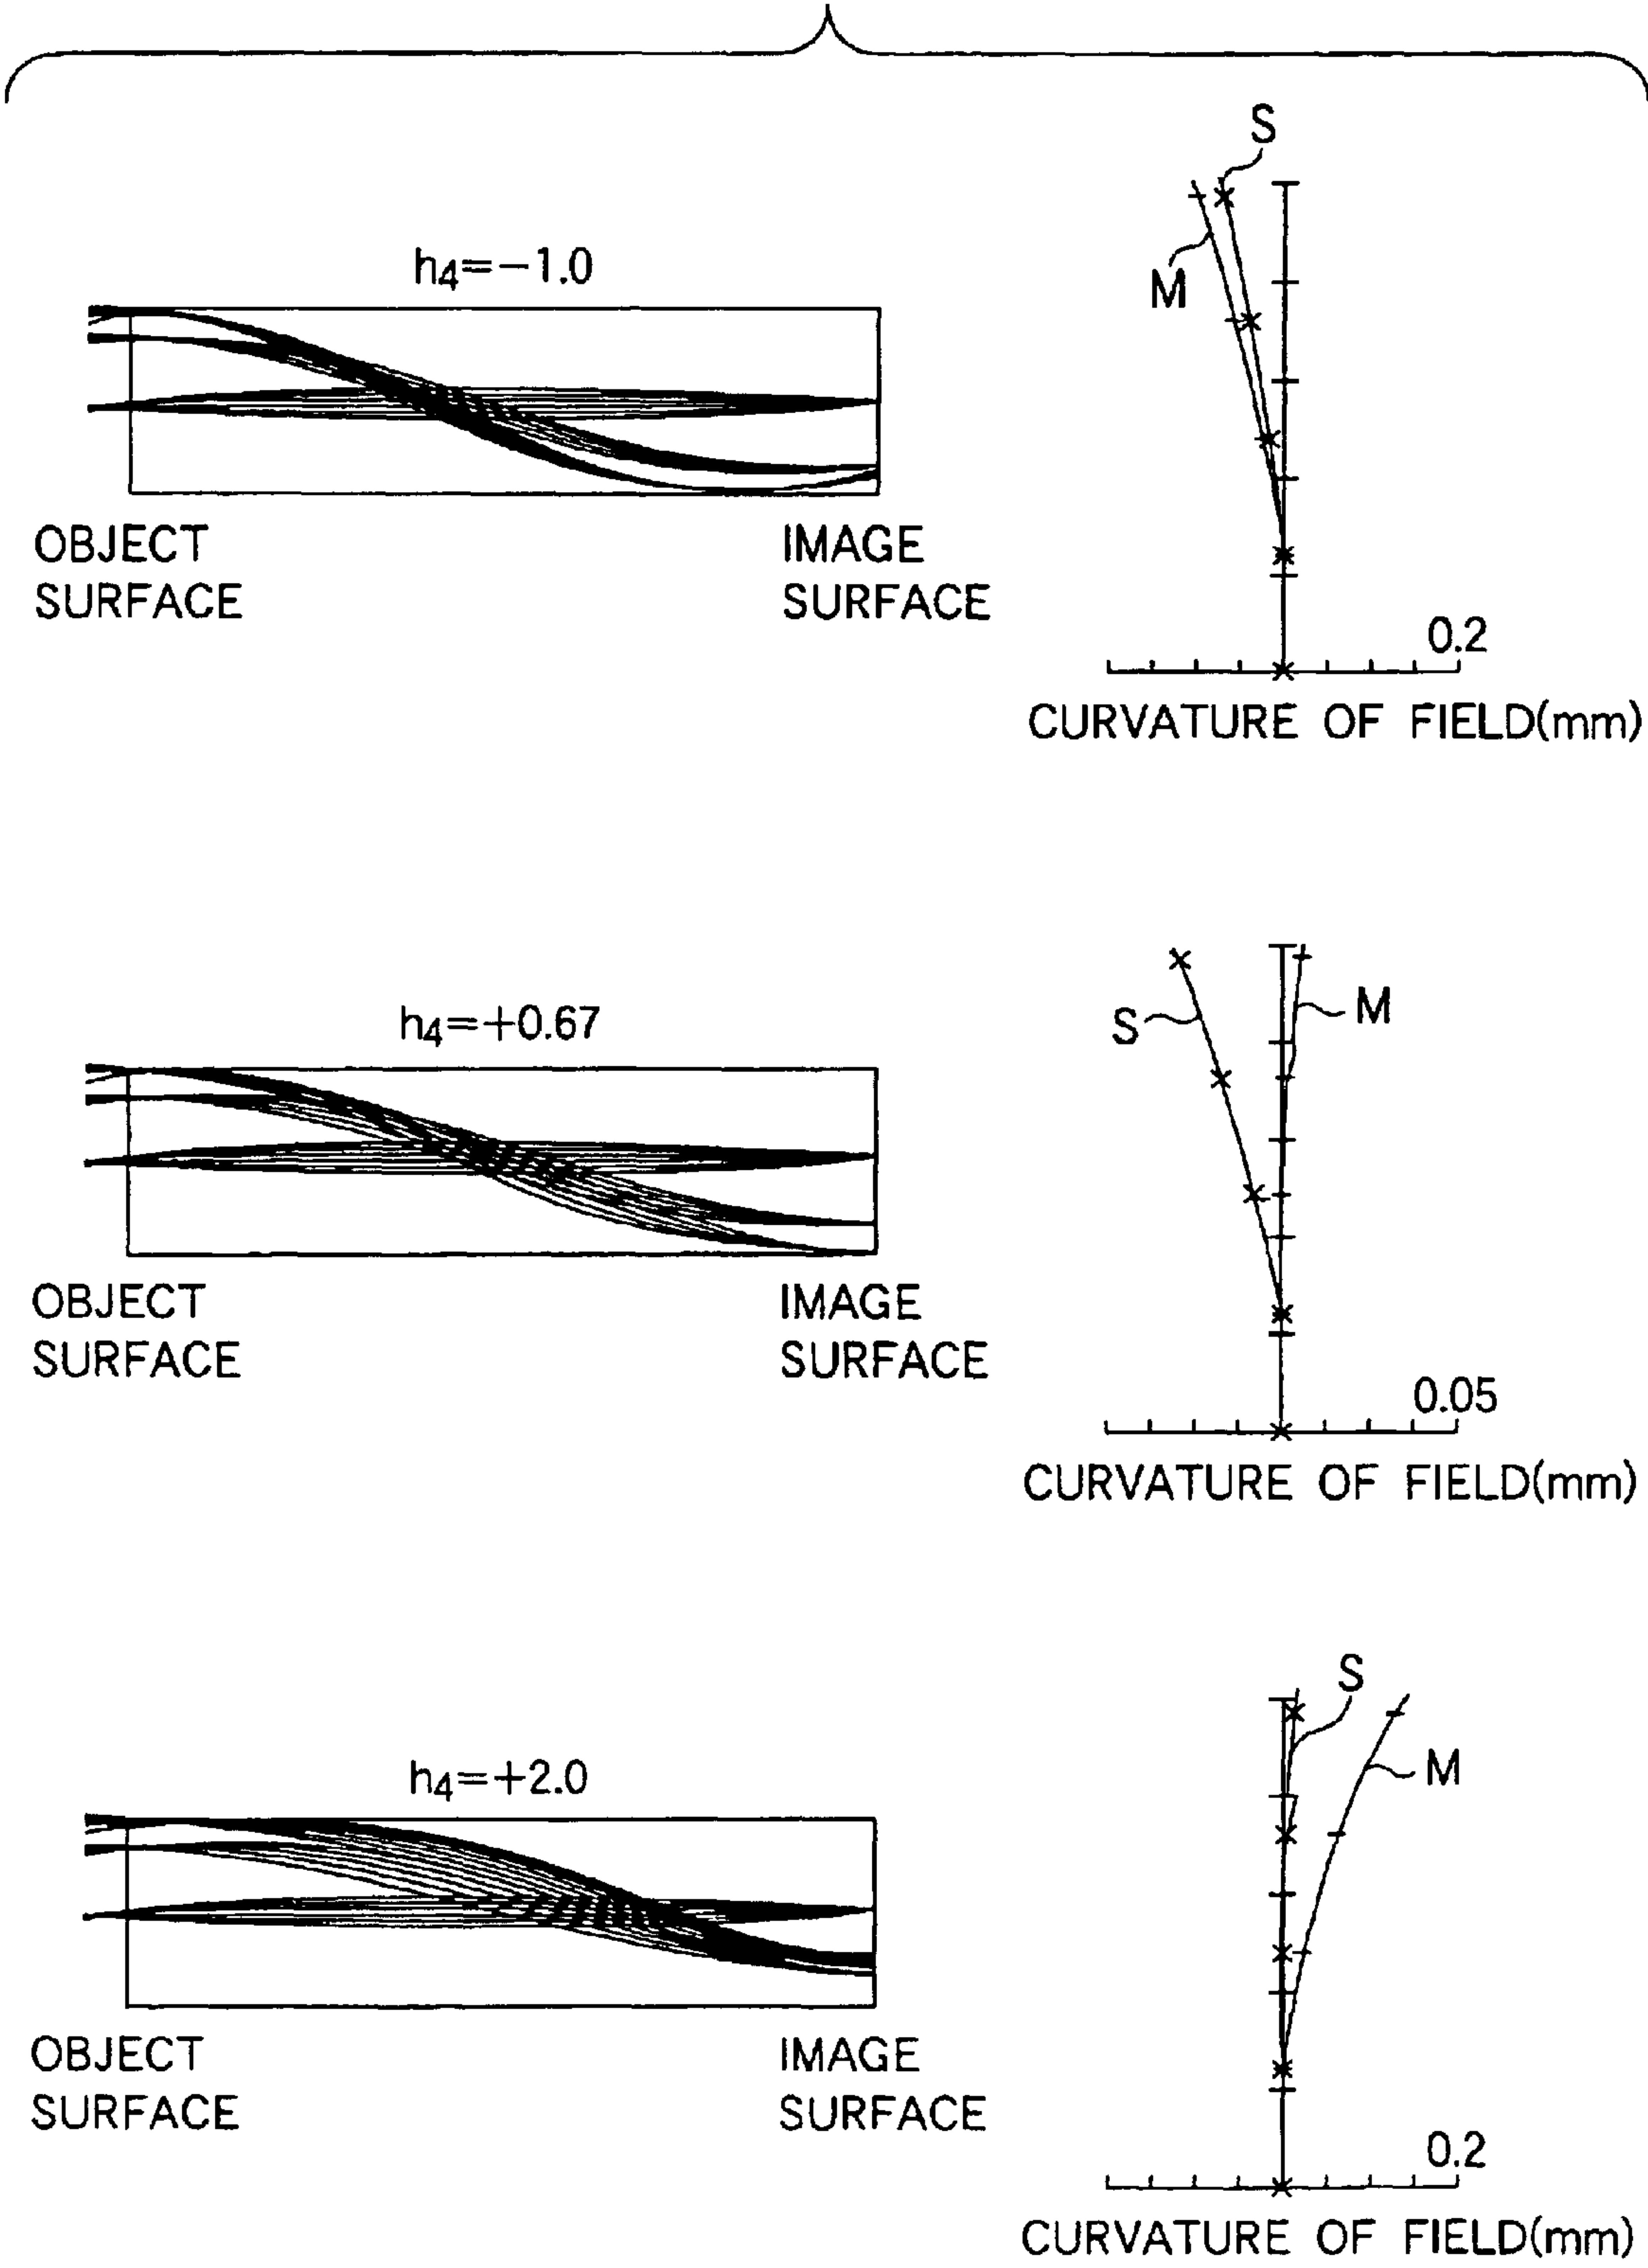 h4=−1.0
OBJECT
SURFACE
IMAGE
SURFACE
S
M
0.2
CURVATURE OF FIELD(mm)
h4=+0.67
OBJECT
SURFACE
IMAGE
SURFACE
S
M
0.05
CURVATURE OF FIELD(mm)
h4=+2.0
OBJECT
SURFACE
IMAGE
SURFACE
S
M
0.2
CURVATURE OF FIELD(mm)